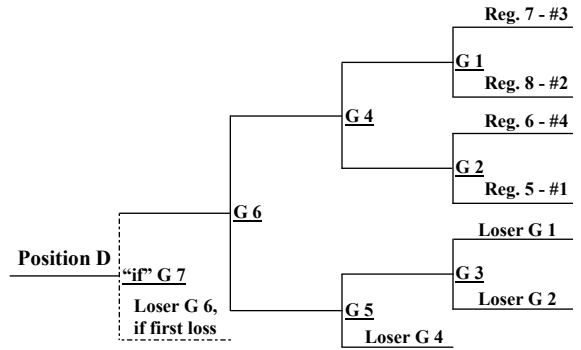 Reg. 7 - #3
G 1
Reg. 8 - #2
G 4
Reg. 6 - #4
G 2
Reg. 5 - #1
G 6
Loser G 1
Position D
"if" G 7
G 3
Loser G 6,
if first loss
G 5
Loser G 2
Loser G 4